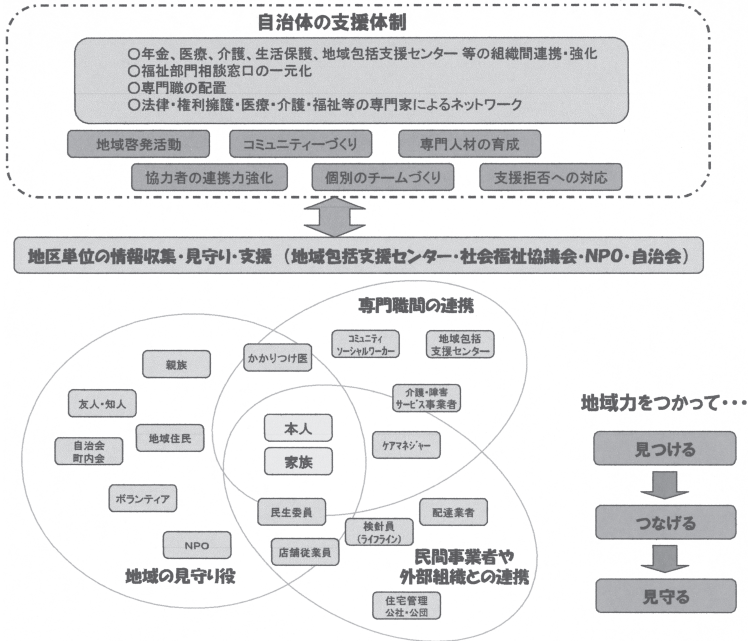 自治体の支援体制
○年金、医療、介護、生活保護、地域包括支援センター 等の組織間連携・強化
○福祉部門相談窓口の一元化
○専門職の配置
○法律・権利擁護・医療・介護・福祉等の専門家によるネットワーク
地域啓発活動
コミュニティーづくり
専門人材の育成
協力者の連携力強化
個別のチームづくり
支援拒否への対応
地区単位の情報収集・見守り・支援 (地域包括支援センター・社会福祉協議会・NPO・自治会)
専門職間の連携
かかりつけ医
コミュニティ
ソーシャルワーカー
地域包括
支援センター
親族
友人・知人
自治会
町内会
地域住民
ボランティア
NPO
地域の見守り役
本人
家族
介護・障害
サービス事業者
ケアマネジャー
民生委員
店舗従業員
検針員
(ライフライン)
配達業者
民間事業者や
外部組織との連携
住宅管理
公社・公団
地域力をつかって・・・
見つける
つなげる
見守る